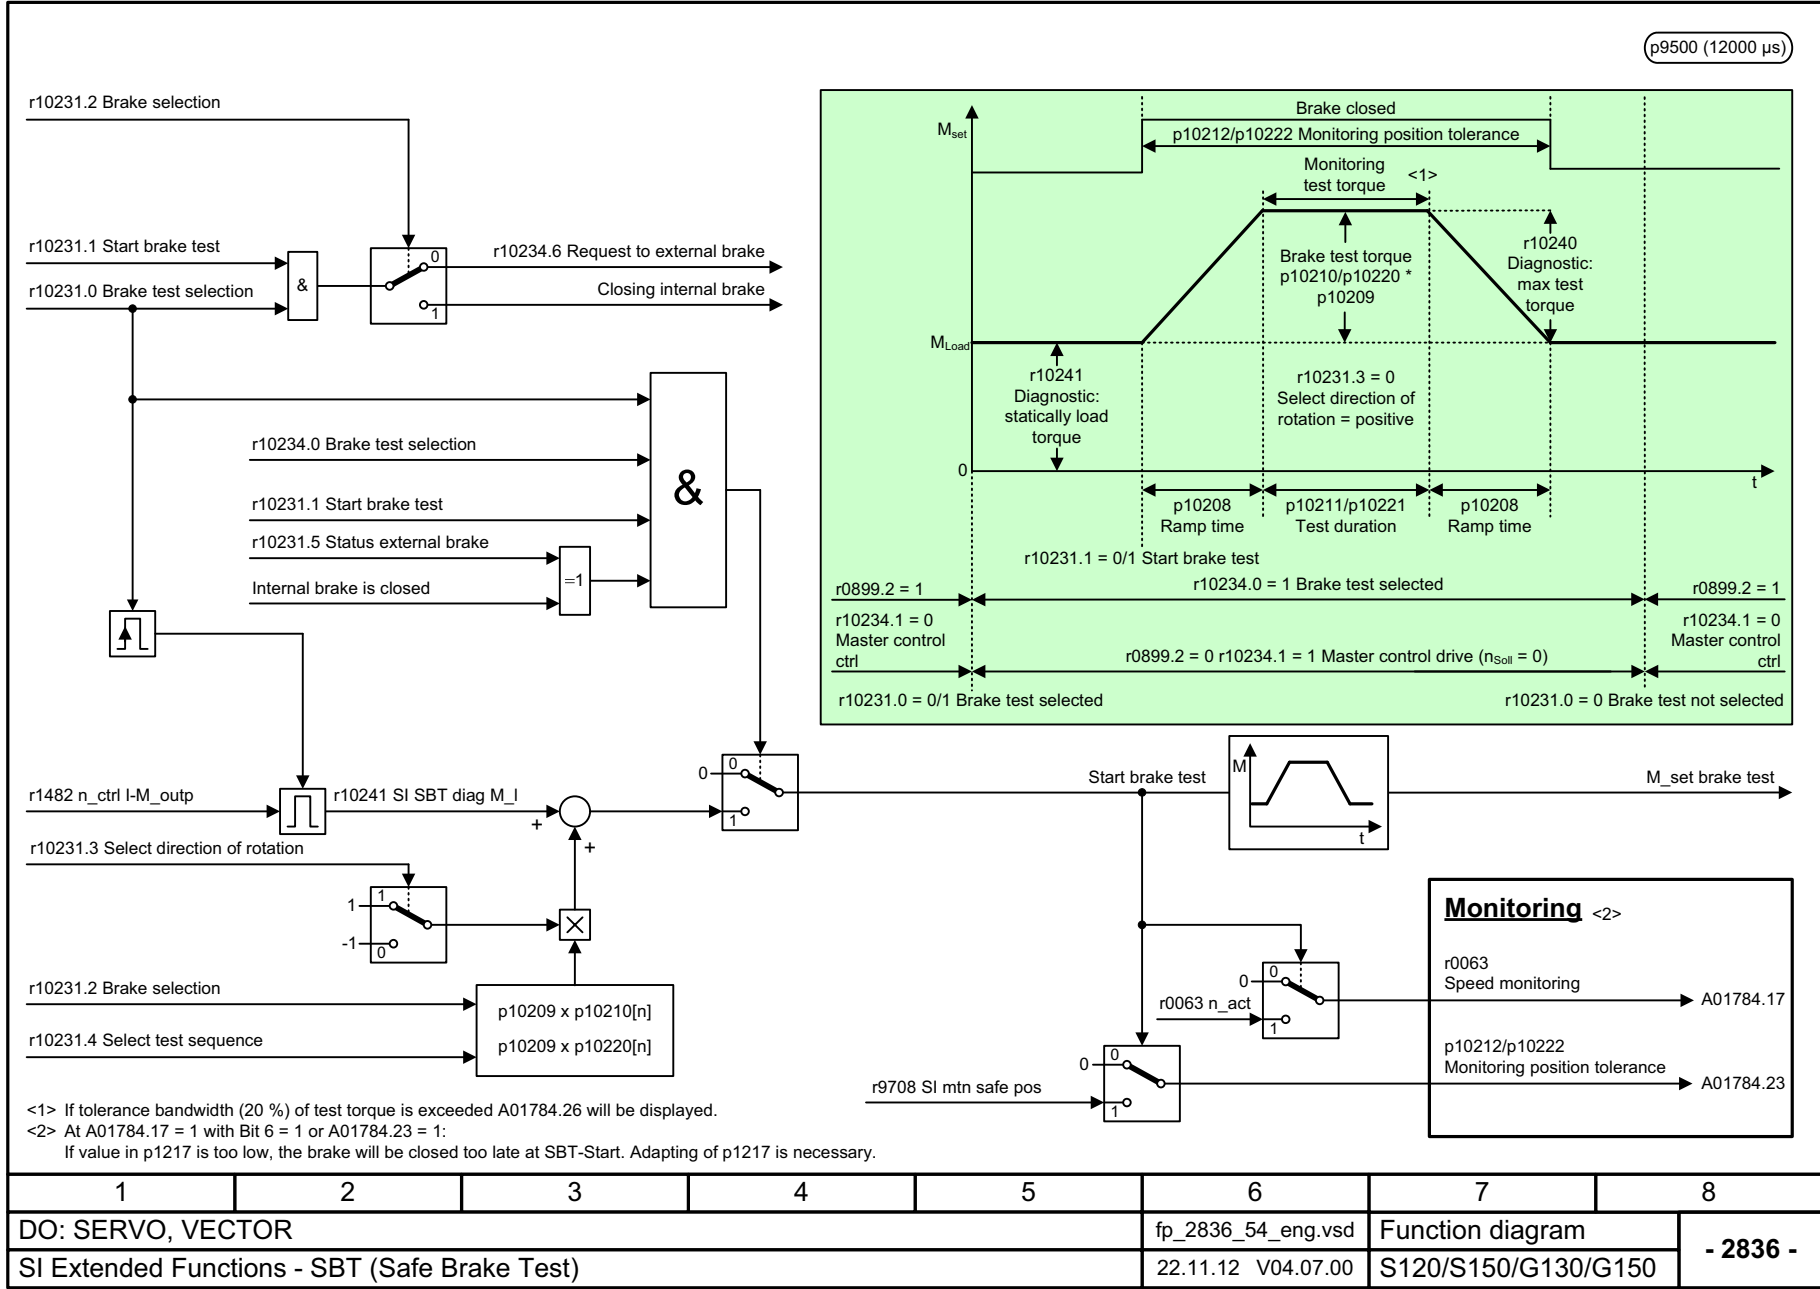 p9500 (12000 µs)
r10231.2 Brake selection
r10231.1 Start brake test
r10231.0 Brake test selection
&
0
1
r10234.6 Request to external brake
Closing internal brake
r10234.0 Brake test selection
r10231.1 Start brake test
r10231.5 Status external brake
Internal brake is closed
=1
&
r1482 n_ctrl I-M_outp
r10241 SI SBT diag M_l
+
+
0
0
1
r10231.3 Select direction of rotation
1
1
-1
0
r10231.2 Brake selection
r10231.4 Select test sequence
p10209 x p10210[n]
p10209 x p10220[n]
Mset
Brake closed
p10212/p10222 Monitoring position tolerance
Monitoring
test torque
<1>
Brake test torque
p10210/p10220 *
p10209
r10240
Diagnostic:
max test
torque
MLoad
r10241
Diagnostic:
statically load
torque
r10231.3 = 0
Select direction of
rotation = positive
0
t
p10208
Ramp time
p10211/p10221
Test duration
p10208
Ramp time
r10231.1 = 0/1 Start brake test
r0899.2 = 1
r10234.0 = 1 Brake test selected
r0899.2 = 1
r10234.1 = 0
Master control
ctrl
r0899.2 = 0 r10234.1 = 1 Master control drive (nSoll = 0)
r10234.1 = 0
Master control
ctrl
r10231.0 = 0/1 Brake test selected
r10231.0 = 0 Brake test not selected
Start brake test
M
t
M_set brake test
0
0
1
r0063 n_act
0
0
1
r9708 SI mtn safe pos
Monitoring <2>
r0063
Speed monitoring
A01784.17
p10212/p10222
Monitoring position tolerance
A01784.23
<1> If tolerance bandwidth (20 %) of test torque is exceeded A01784.26 will be displayed.
<2> At A01784.17 = 1 with Bit 6 = 1 or A01784.23 = 1:
If value in p1217 is too low, the brake will be closed too late at SBT-Start. Adapting of p1217 is necessary.
1 2 3 4 5 6 7 8
DO: SERVO, VECTOR
fp_2836_54_eng.vsd
Function diagram
- 2836 -
SI Extended Functions - SBT (Safe Brake Test)
22.11.12 V04.07.00
S120/S150/G130/G150